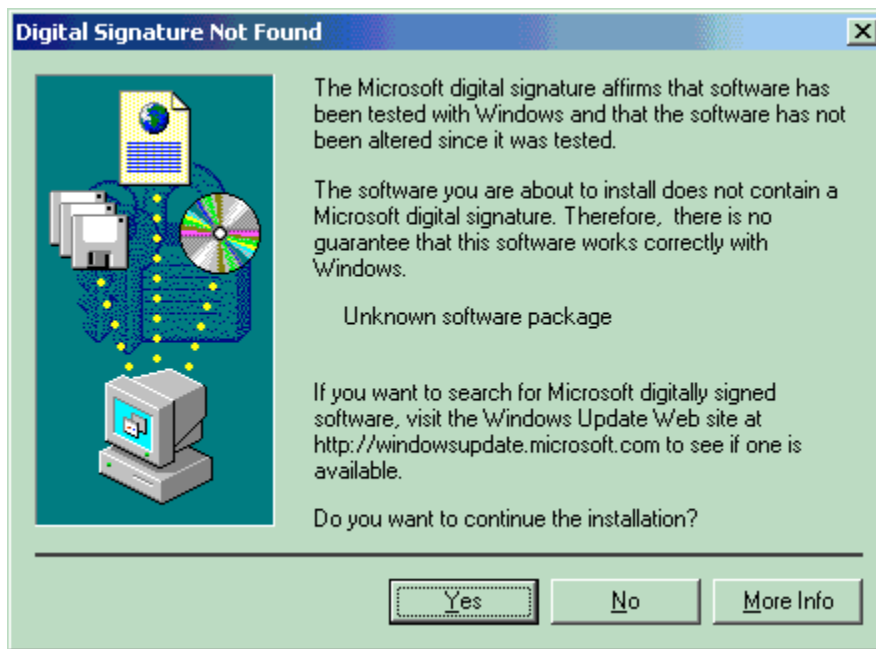 Digital Signature Not Found
The Microsoft digital signature affirms that software has
been tested with Windows and that the software has not
been altered since it was tested.
The software you are about to install does not contain a
Microsoft digital signature. Therefore,  there is no
guarantee that this software works correctly with
Windows.
Unknown software package
If you want to search for Microsoft digitally signed
software, visit the Windows Update Web site at
http://windowsupdate.microsoft.com to see if one is
available.
Do you want to continue the installation?
Yes No More Info